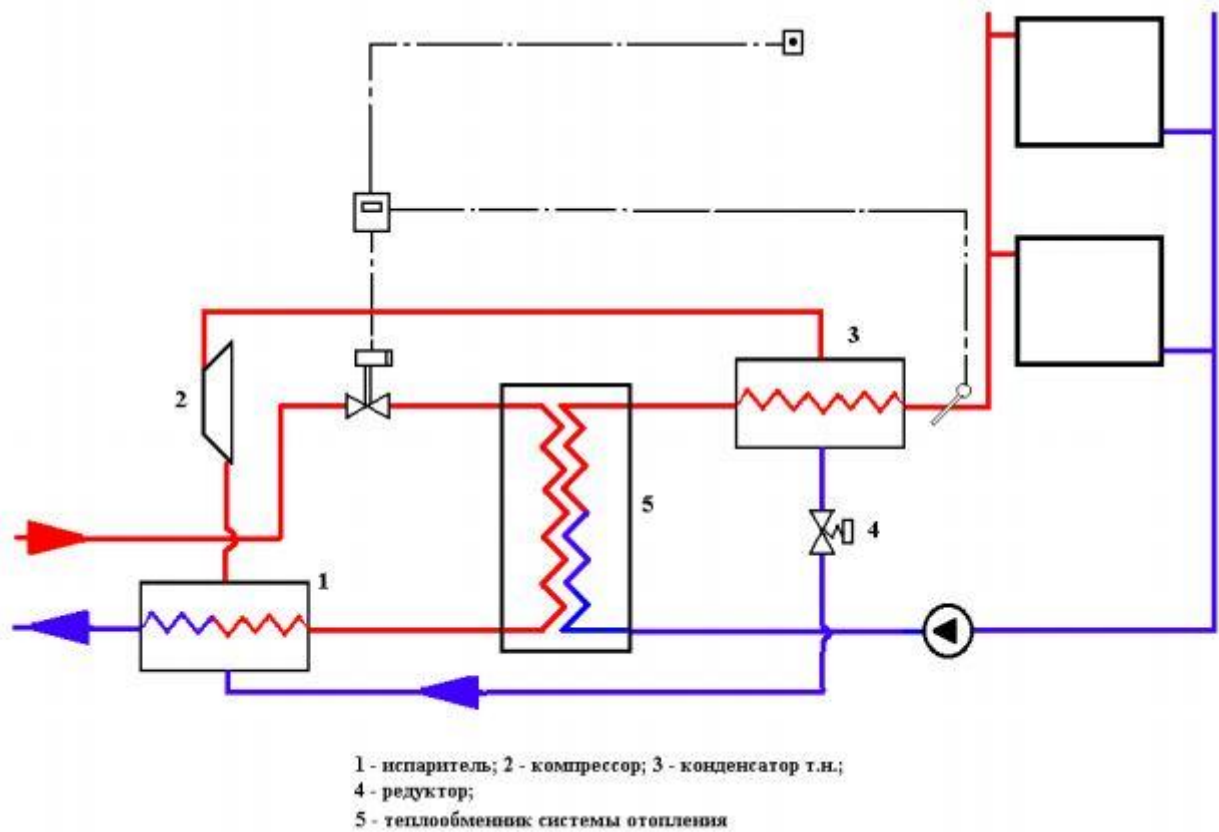 3
2
5
4
1
1 - испаритель; 2 - компрессор; 3 - конденсатор т.н.;
4 - редуктор;
5 - теплообменник системы отопления